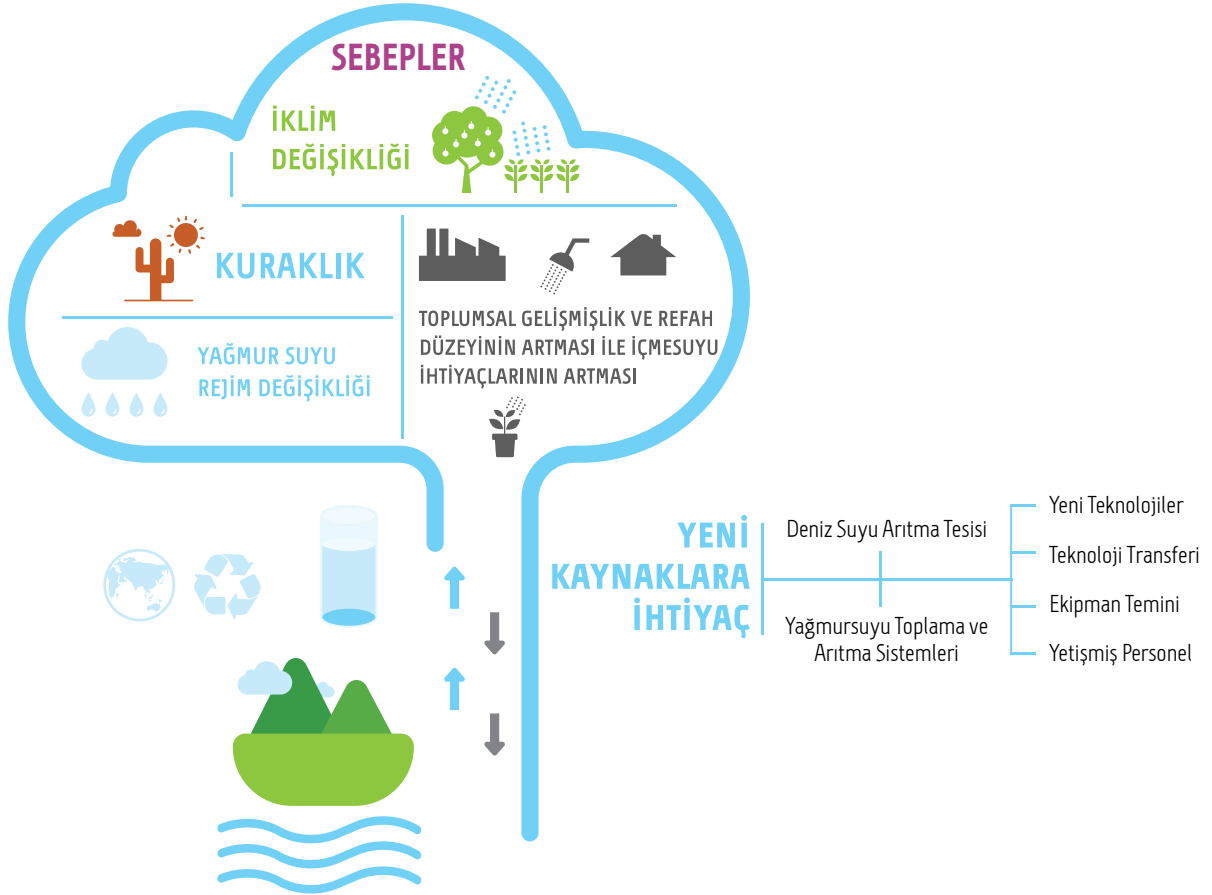 SEBEPLER
İKLİM
DEĞİŞİKLİĞİ
KURAKLIK
YAĞMUR SUYU
REJİM DEĞİŞİKLİĞİ
TOPLUMSAL GELİŞMİŞLİK VE REFAH
DÜZEYİNİN ARTMASI İLE İÇMESUYU
İHTİYAÇLARININ ARTMASI
YENİ
KAYNAKLARA
İHTİYAÇ
Deniz Suyu Arıtma Tesisi
Yağmursuyu Toplama ve
Arıtma Sistemleri
Yeni Teknolojiler
Teknoloji Transferi
Ekipman Temini
Yetişmiş Personel